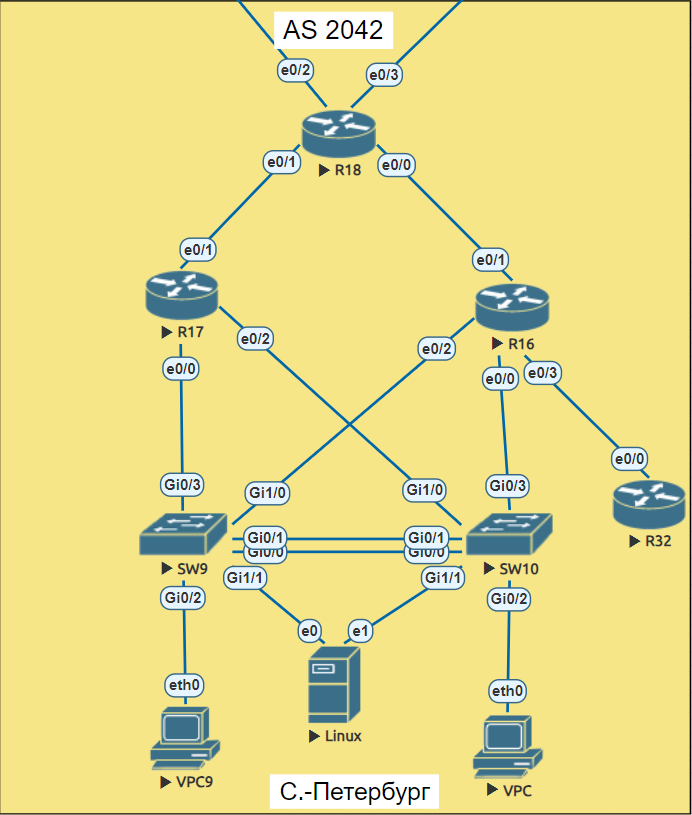 AS 2042
e0/2
e0/3
R18
e0/1
e0/0
e0/1
e0/1
R17
R16
e0/2
e0/2
e0/0
e0/0
e0/3
e0/0
Gi0/3
Gi1/0
Gi1/0
Gi0/3
R32
Gi0/1
Gi0/1
Gi0/0
Gi0/0
SW9
SW10
Gi1/1
Gi1/1
Gi0/2
Gi0/2
e0
e1
eth0
eth0
Linux
VPC9
VPC
С.-Петербург